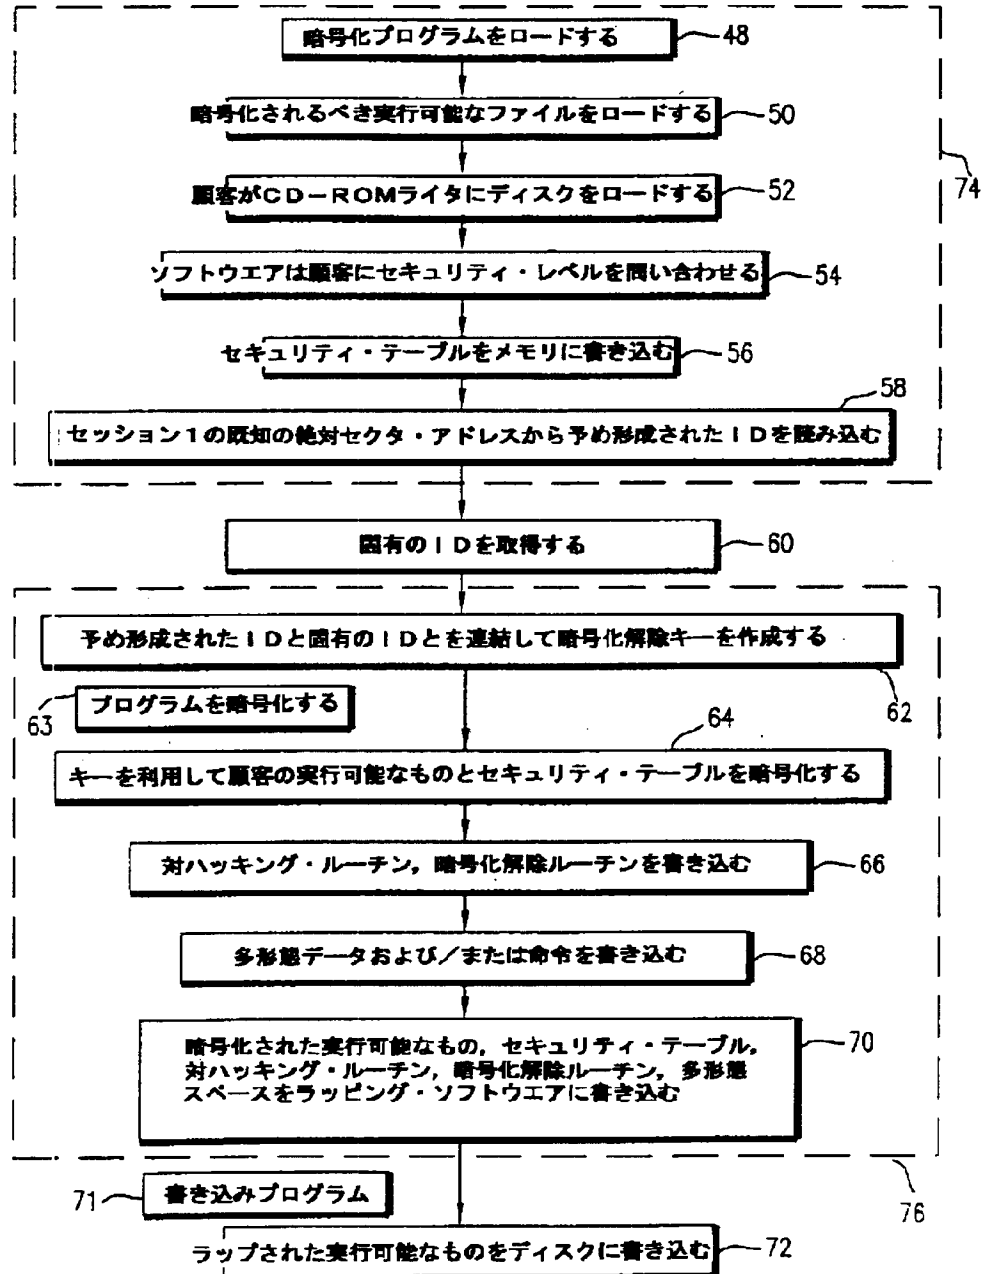 暗号化プログラムをロードする
48
暗号化されるべき実行可能なファイルをロードする
50
顧客がCD-ROMライタにディスクをロードする
52
74
ソフトウエアは顧客にセキュリティ・レベルを問い合わせる
54
セキュリティ・テーブルをメモリに書き込む
56
58
セッション1の既知の絶対セクタ・アドレスから予め形成されたIDを読み込む
固有のIDを取得する
60
予め形成されたIDと固有のIDとを連結して暗号化解除キーを作成する
62
63
プログラムを暗号化する
64
キーを利用して顧客の実行可能なものとセキュリティ・テーブルを暗号化する
対ハッキング・ルーチン,暗号化解除ルーチンを書き込む
66
多形態データおよび/または命令を書き込む
68
暗号化された実行可能なもの,セキュリティ・テーブル,
対ハッキング・ルーチン,暗号化解除ルーチン,多形態
スペースをラッピング・ソフトウエアに書き込む
70
76
71
書き込みプログラム
ラップされた実行可能なものをディスクに書き込む
72